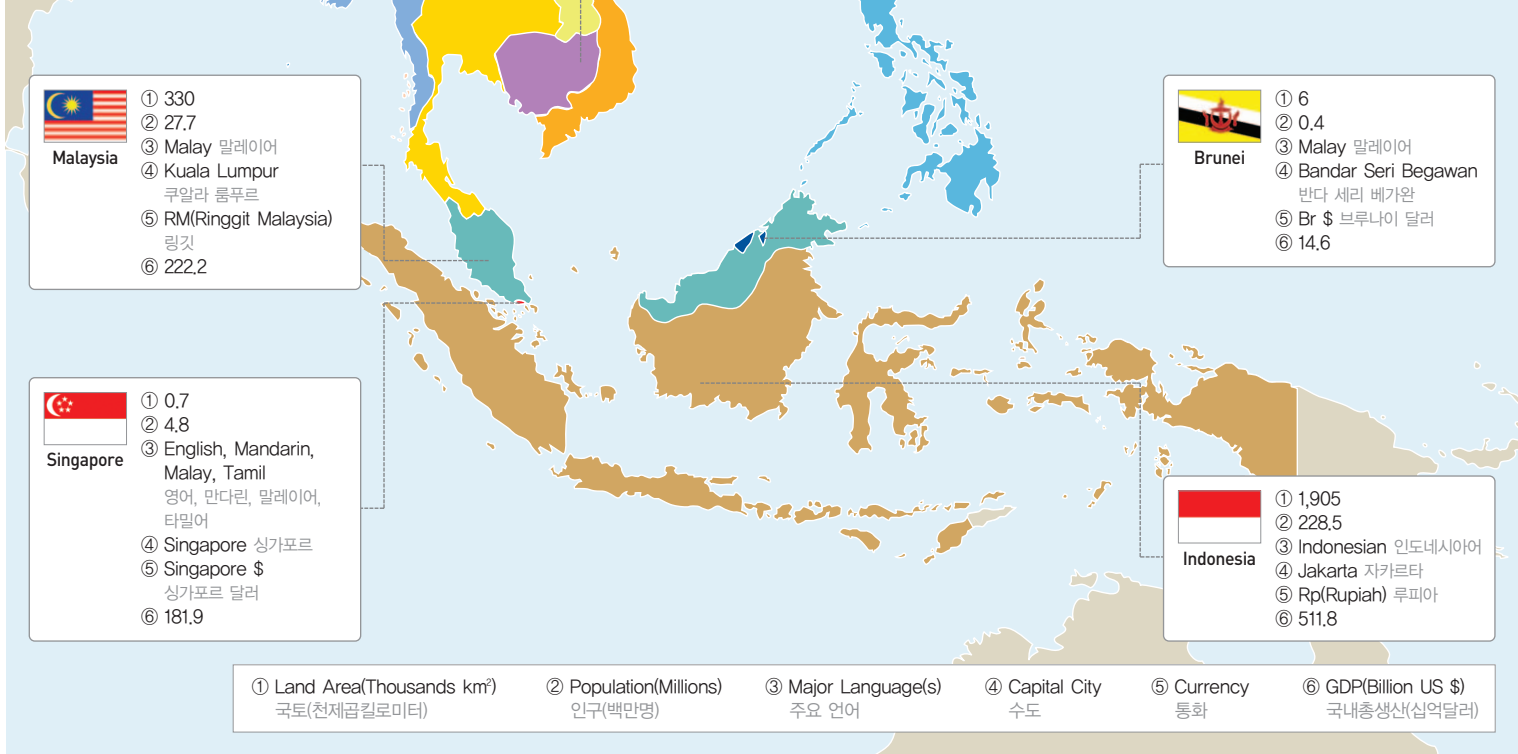 Malaysia
① 330
② 27.7
③ Malay 말레이어
④ Kuala Lumpur
쿠알라 룸푸르
⑤ RM(Ringgit Malaysia)
링깃
⑥ 222.2
Brunei
① 6
② 0.4
③ Malay 말레이어
④ Bandar Seri Begawan
반다 세리 베가완
⑤ Br $ 브루나이 달러
⑥ 14.6
Singapore
① 0.7
② 4.8
③ English, Mandarin,
Malay, Tamil
영어, 만다린, 말레이어,
타밀어
④ Singapore 싱가포르
⑤ Singapore $
싱가포르 달러
⑥ 181.9
Indonesia
① 1,905
② 228.5
③ Indonesian 인도네시아어
④ Jakarta 자카르타
⑤ Rp(Rupiah) 루피아
⑥ 511.8
① Land Area(Thousands km²) ② Population(Millions) ③ Major Language(s) ④ Capital City ⑤ Currency ⑥ GDP(Billion US $)
국토(천제곱킬로미터) 인구(백만명) 주요 언어 수도 통화 국내총생산(십억달러)